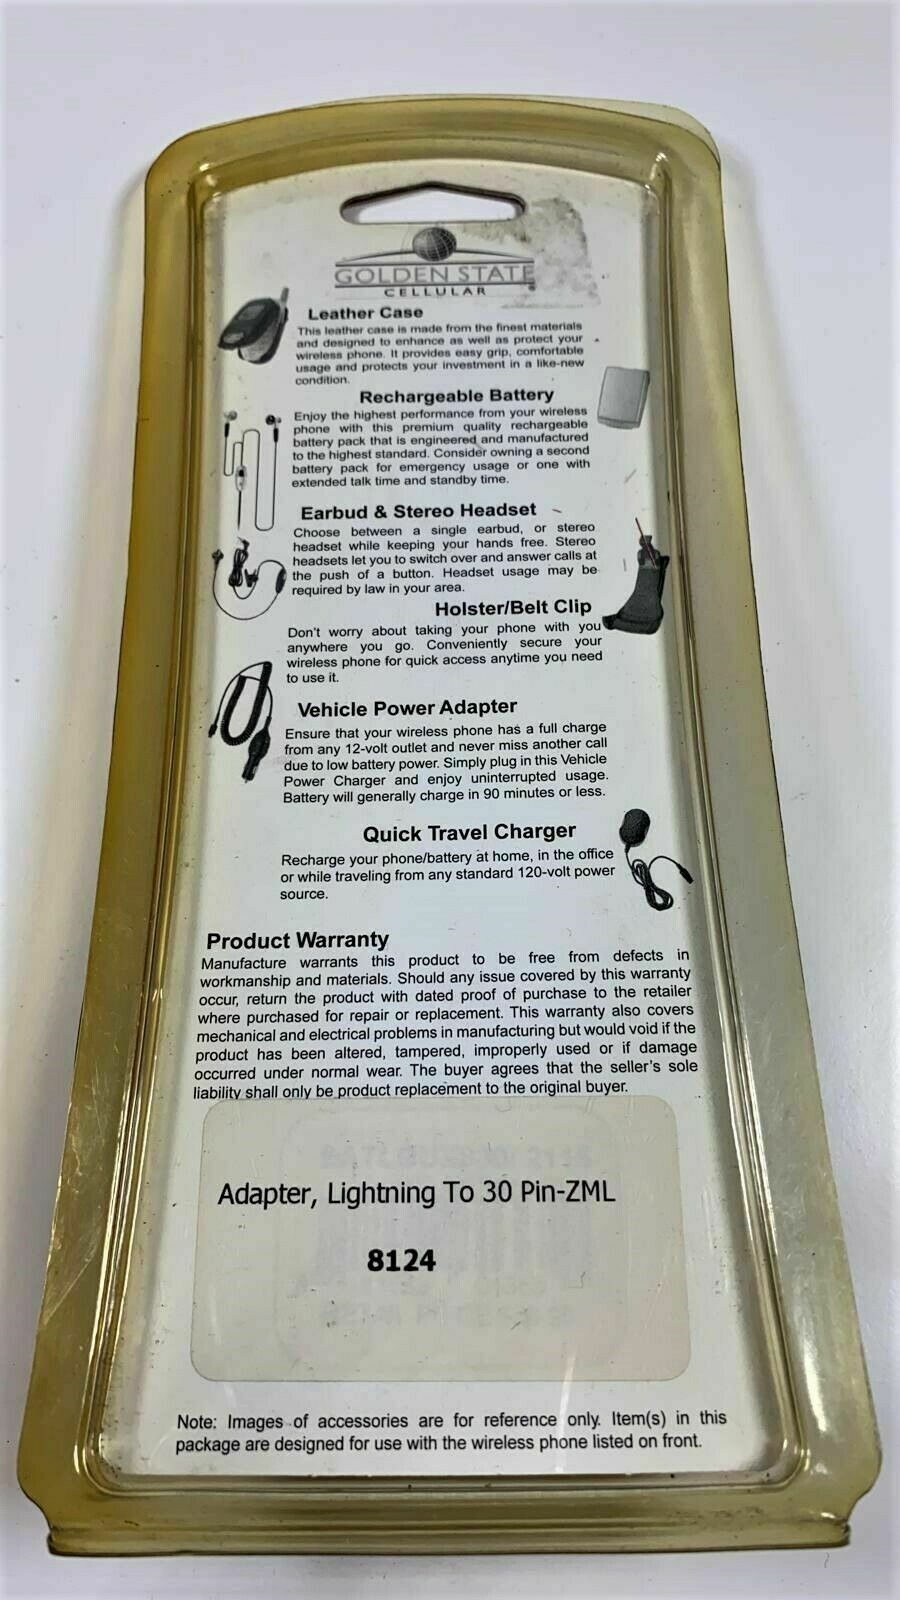 GOLDEN STATE
CELLULAR
Leather Case
This leather case is made from the finest materials
and designed to enhance as well as protect your
wireless phone. It provides easy grip, comfortable
usage and protects your investment in a like-new
condition.
Rechargeable Battery
Enjoy the highest performance from your wireless
phone with this premium quality rechargeable
battery pack that is engineered and manufactured
to the highest standard. Consider owning a second
battery pack for emergency usage or one with
extended talk time and standby time.
Earbud & Stereo Headset
Choose between a single earbud, or stereo
headset while keeping your hands free. Stereo
headsets let you to switch over and answer calls at
the push of a button. Headset usage may be
required by law in your area.
Holster/Belt Clip
Don't worry about taking your phone with you
anywhere you go. Conveniently secure your
wireless phone for quick access anytime you need
to use it.
Vehicle Power Adapter
Ensure that your wireless phone has a full charge
from any 12-volt outlet and never miss another call
due to low battery power. Simply plug in this Vehicle
Power Charger and enjoy uninterrupted usage.
Battery will generally charge in 90 minutes or less.
Quick Travel Charger
Recharge your phone/battery at home, in the office
or while traveling from any standard 120-volt power
source.
Product Warranty
Manufacture warrants this product to be free from defects in
workmanship and materials. Should any issue covered by this warranty
occur, return the product with dated proof of purchase to the retailer
where purchased for repair or replacement. This warranty also covers
mechanical and electrical problems in manufacturing but would void if the
product has been altered, tampered, improperly used or if damage
occurred under normal wear. The buyer agrees that the seller's sole
liability shall only be product replacement to the original buyer.
Adapter, Lightning To 30 Pin-ZML
8124
Note: Images of accessories are for reference only. Item(s) in this
package are designed for use with the wireless phone listed on front.